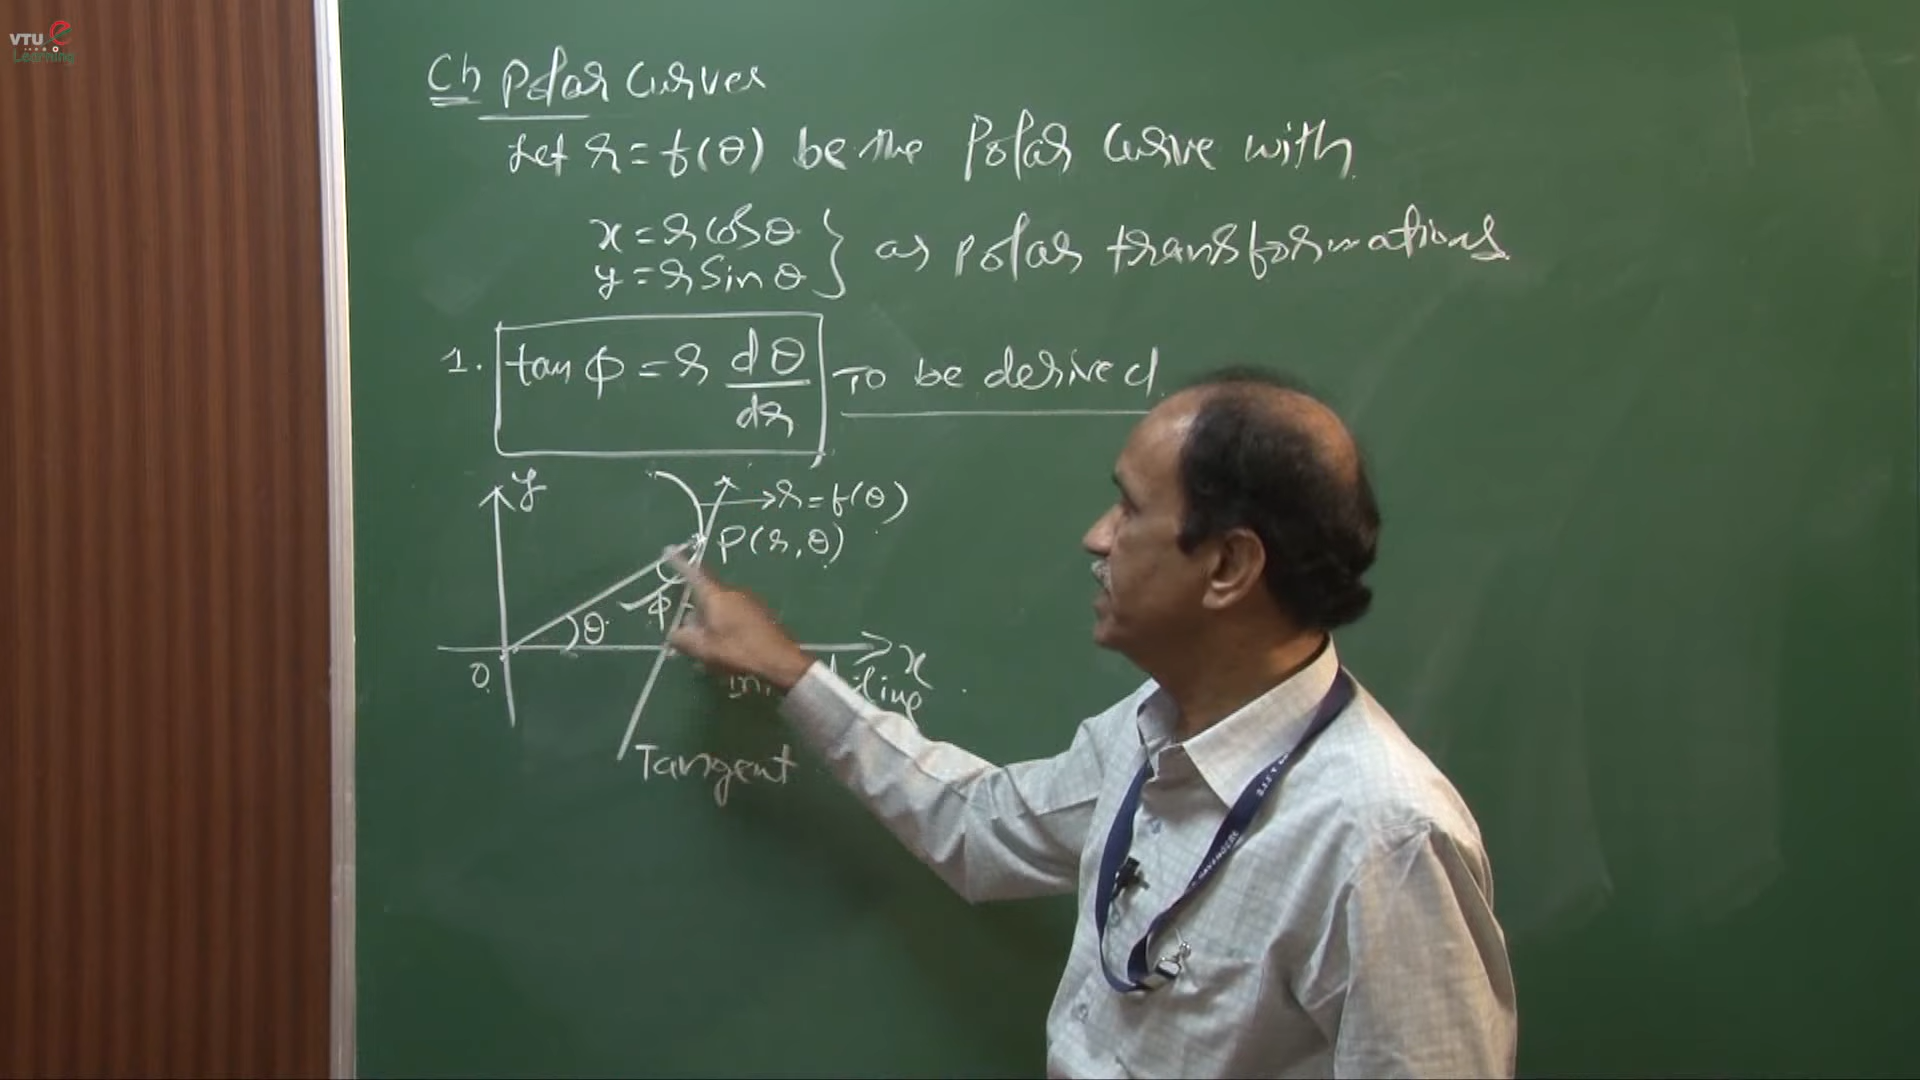 VTU e
Learning
Ch Polar Curves
Let r = f(θ) be the Polar Curve with
x = r cos θ
y = r sin θ } as polar transformations.
1. tan φ = r dθ/dr To be derived
y
r = f(θ)
P(r, θ)
φ
θ
x
0
line
Tangent